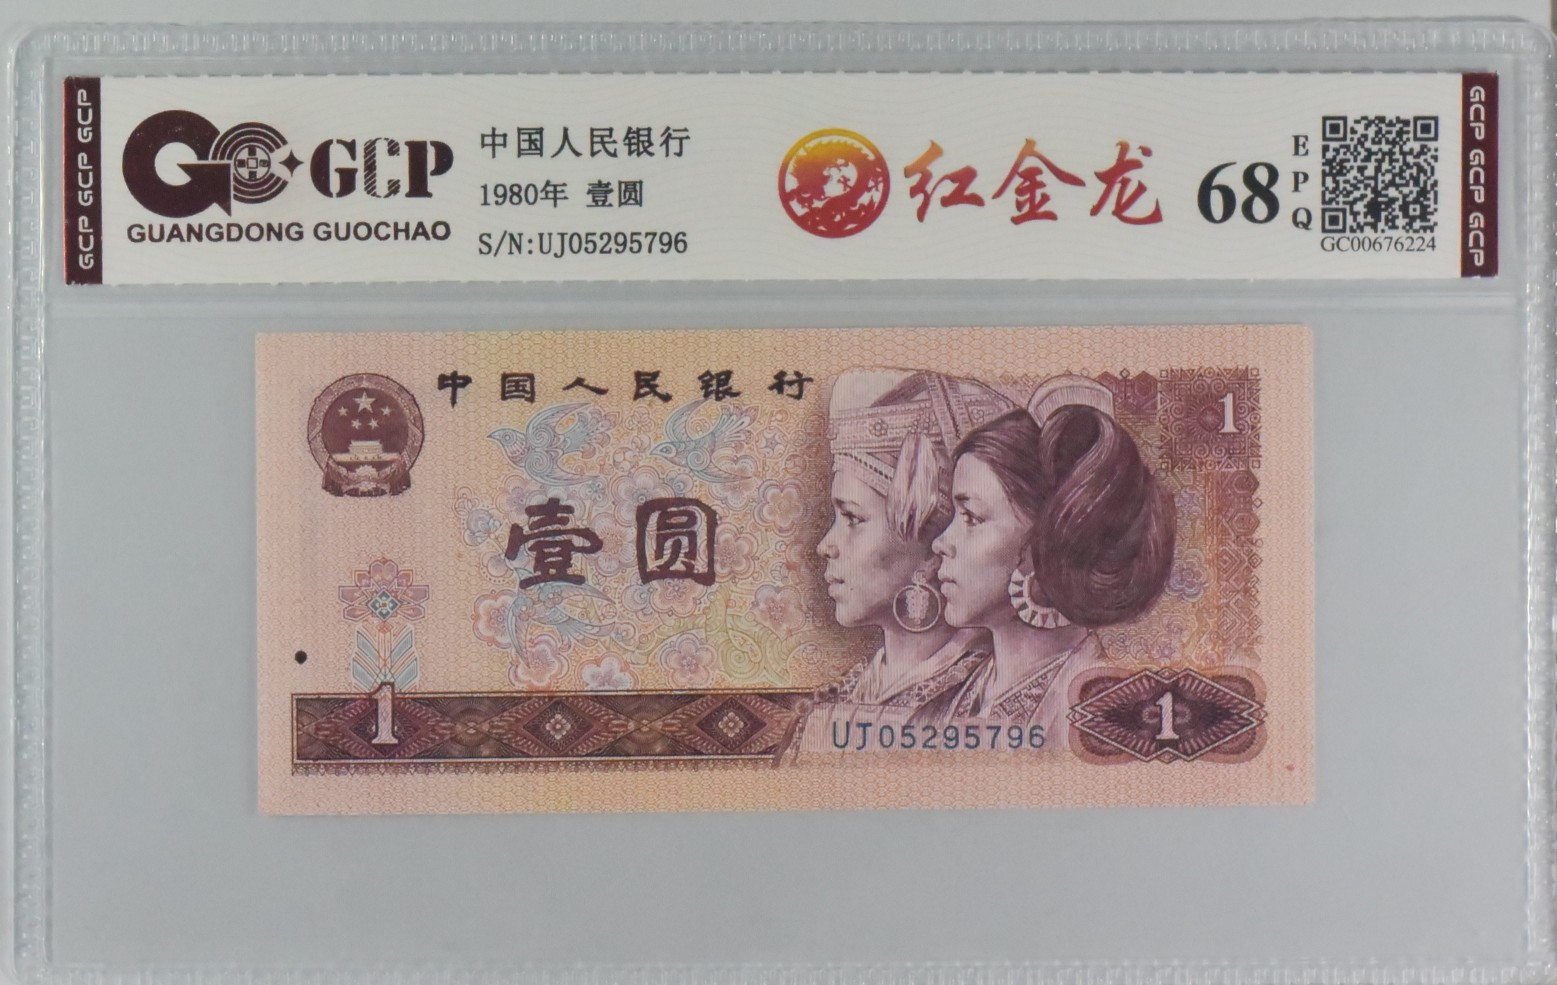 GCP GCP GCP
GCP
GUANGDONG GUOCHAO
中国人民银行
1980年 壹圆
S/N:UJ05295796
红金龙
68
EPQ
GC00676224
GCP GCP GCP
中国人民银行
1
壹圆
1
UJ05295796
1